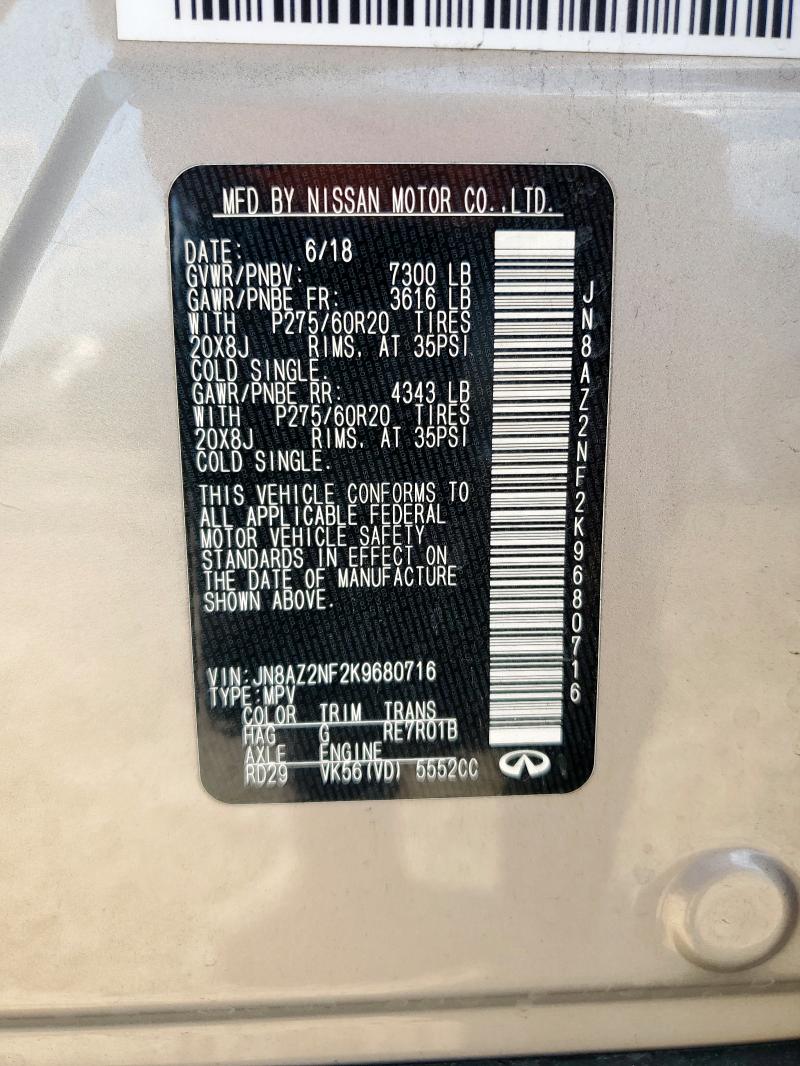 MFD BY NISSAN MOTOR CO.,LTD.
DATE: 6/18
GVWR/PNBV: 7300 LB
GAWR/PNBE FR: 3616 LB
WITH P275/60R20 TIRES
20X8J RIMS, AT 35PSI
COLD SINGLE.
GAWR/PNBE RR: 4343 LB
WITH P275/60R20 TIRES
20X8J RIMS, AT 35PSI
COLD SINGLE.
THIS VEHICLE CONFORMS TO
ALL APPLICABLE FEDERAL
MOTOR VEHICLE SAFETY
STANDARDS IN EFFECT ON
THE DATE OF MANUFACTURE
SHOWN ABOVE.
VIN:JN8AZ2NF2K9680716
TYPE:MPV
COLOR TRIM TRANS
HAG G RE7R01B
AXLE ENGINE
RD29 VK56(VD) 5552CC
JN8AZ2NF2K9680716